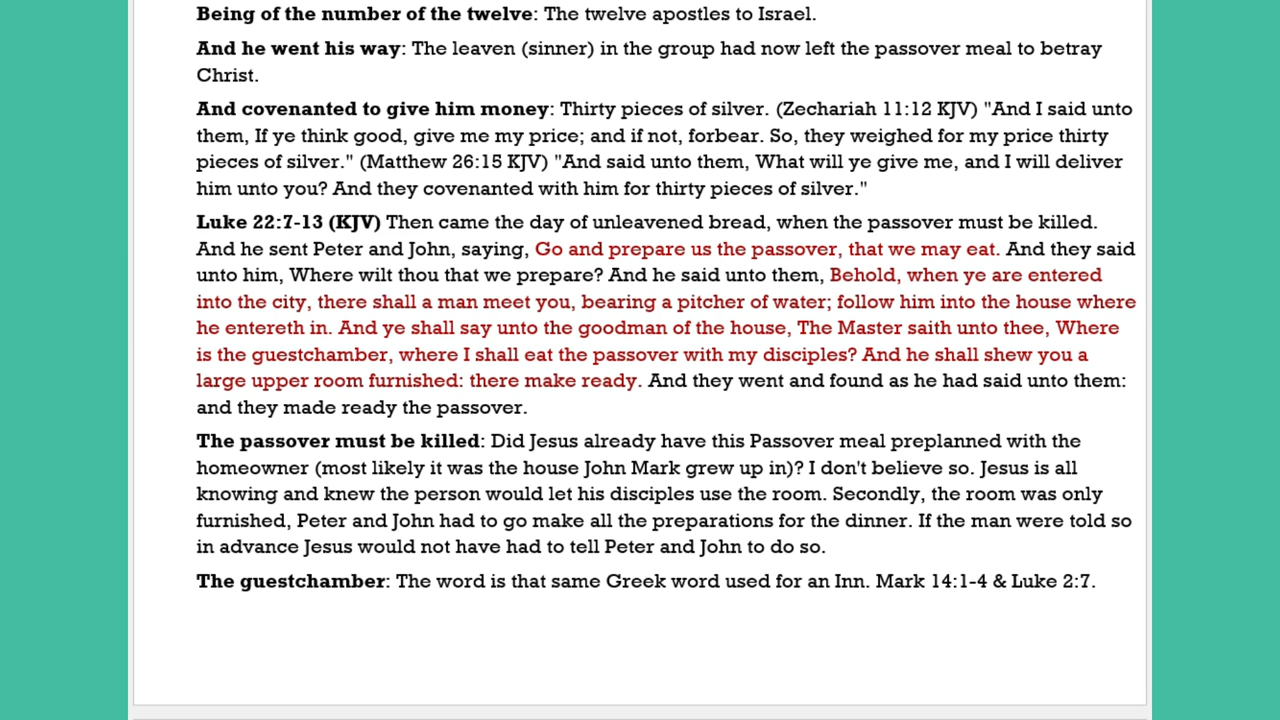 Being of the number of the twelve: The twelve apostles to Israel.
And he went his way: The leaven (sinner) in the group had now left the passover meal to betray
Christ.
And covenanted to give him money: Thirty pieces of silver. (Zechariah 11:12 KJV) "And I said unto
them, If ye think good, give me my price; and if not, forbear. So, they weighed for my price thirty
pieces of silver." (Matthew 26:15 KJV) "And said unto them, What will ye give me, and I will deliver
him unto you? And they covenanted with him for thirty pieces of silver."
Luke 22:7-13 (KJV) Then came the day of unleavened bread, when the passover must be killed.
And he sent Peter and John, saying, Go and prepare us the passover, that we may eat. And they said
unto him, Where wilt thou that we prepare? And he said unto them, Behold, when ye are entered
into the city, there shall a man meet you, bearing a pitcher of water; follow him into the house where
he entereth in. And ye shall say unto the goodman of the house, The Master saith unto thee, Where
is the guestchamber, where I shall eat the passover with my disciples? And he shall shew you a
large upper room furnished: there make ready. And they went and found as he had said unto them:
and they made ready the passover.
The passover must be killed: Did Jesus already have this Passover meal preplanned with the
homeowner (most likely it was the house John Mark grew up in)? I don't believe so. Jesus is all
knowing and knew the person would let his disciples use the room. Secondly, the room was only
furnished, Peter and John had to go make all the preparations for the dinner. If the man were told so
in advance Jesus would not have had to tell Peter and John to do so.
The guestchamber: The word is that same Greek word used for an Inn. Mark 14:1-4 & Luke 2:7.